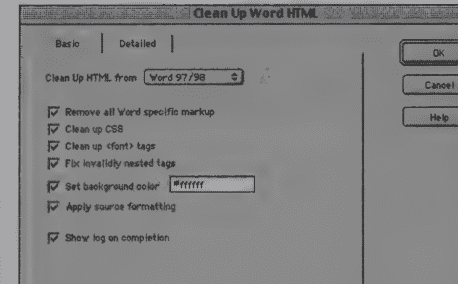 Clean Up Word HTML
Basic Detailed
OK
Clean Up HTML from Word 97/98
Cancel
Remove all Word specific markup
Help
Clean up CSS
Clean up <font> tags
Fix invalidly nested tags
Set background color #ffffff
Apply source formatting
Show log on completion